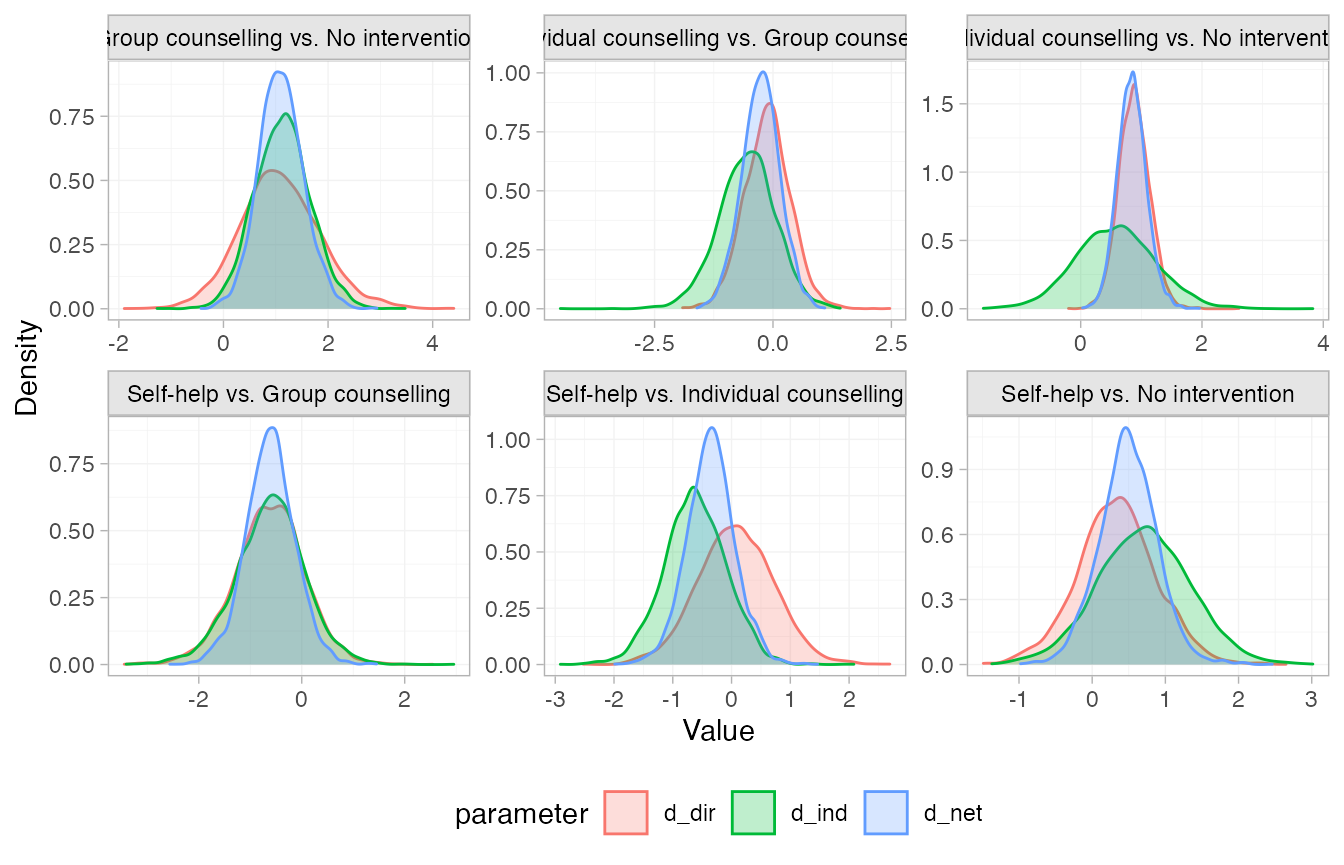 Group counselling vs. No interventio
vidual counselling vs. Group counse
dividual counselling vs. No intervent
0.75
0.50
0.25
0.00
-2 0 2 4
1.00
0.75
0.50
0.25
0.00
-2.5 0.0 2.5
1.5
1.0
0.5
0.0
0 2 4
Self-help vs. Group counselling
Self-help vs. Individual counselling
Self-help vs. No intervention
0.75
0.50
0.25
0.00
-2 0 2
1.00
0.75
0.50
0.25
0.00
-3 -2 -1 0 1 2
0.9
0.6
0.3
0.0
-1 0 1 2 3
Density
Value
parameter d_dir d_ind d_net